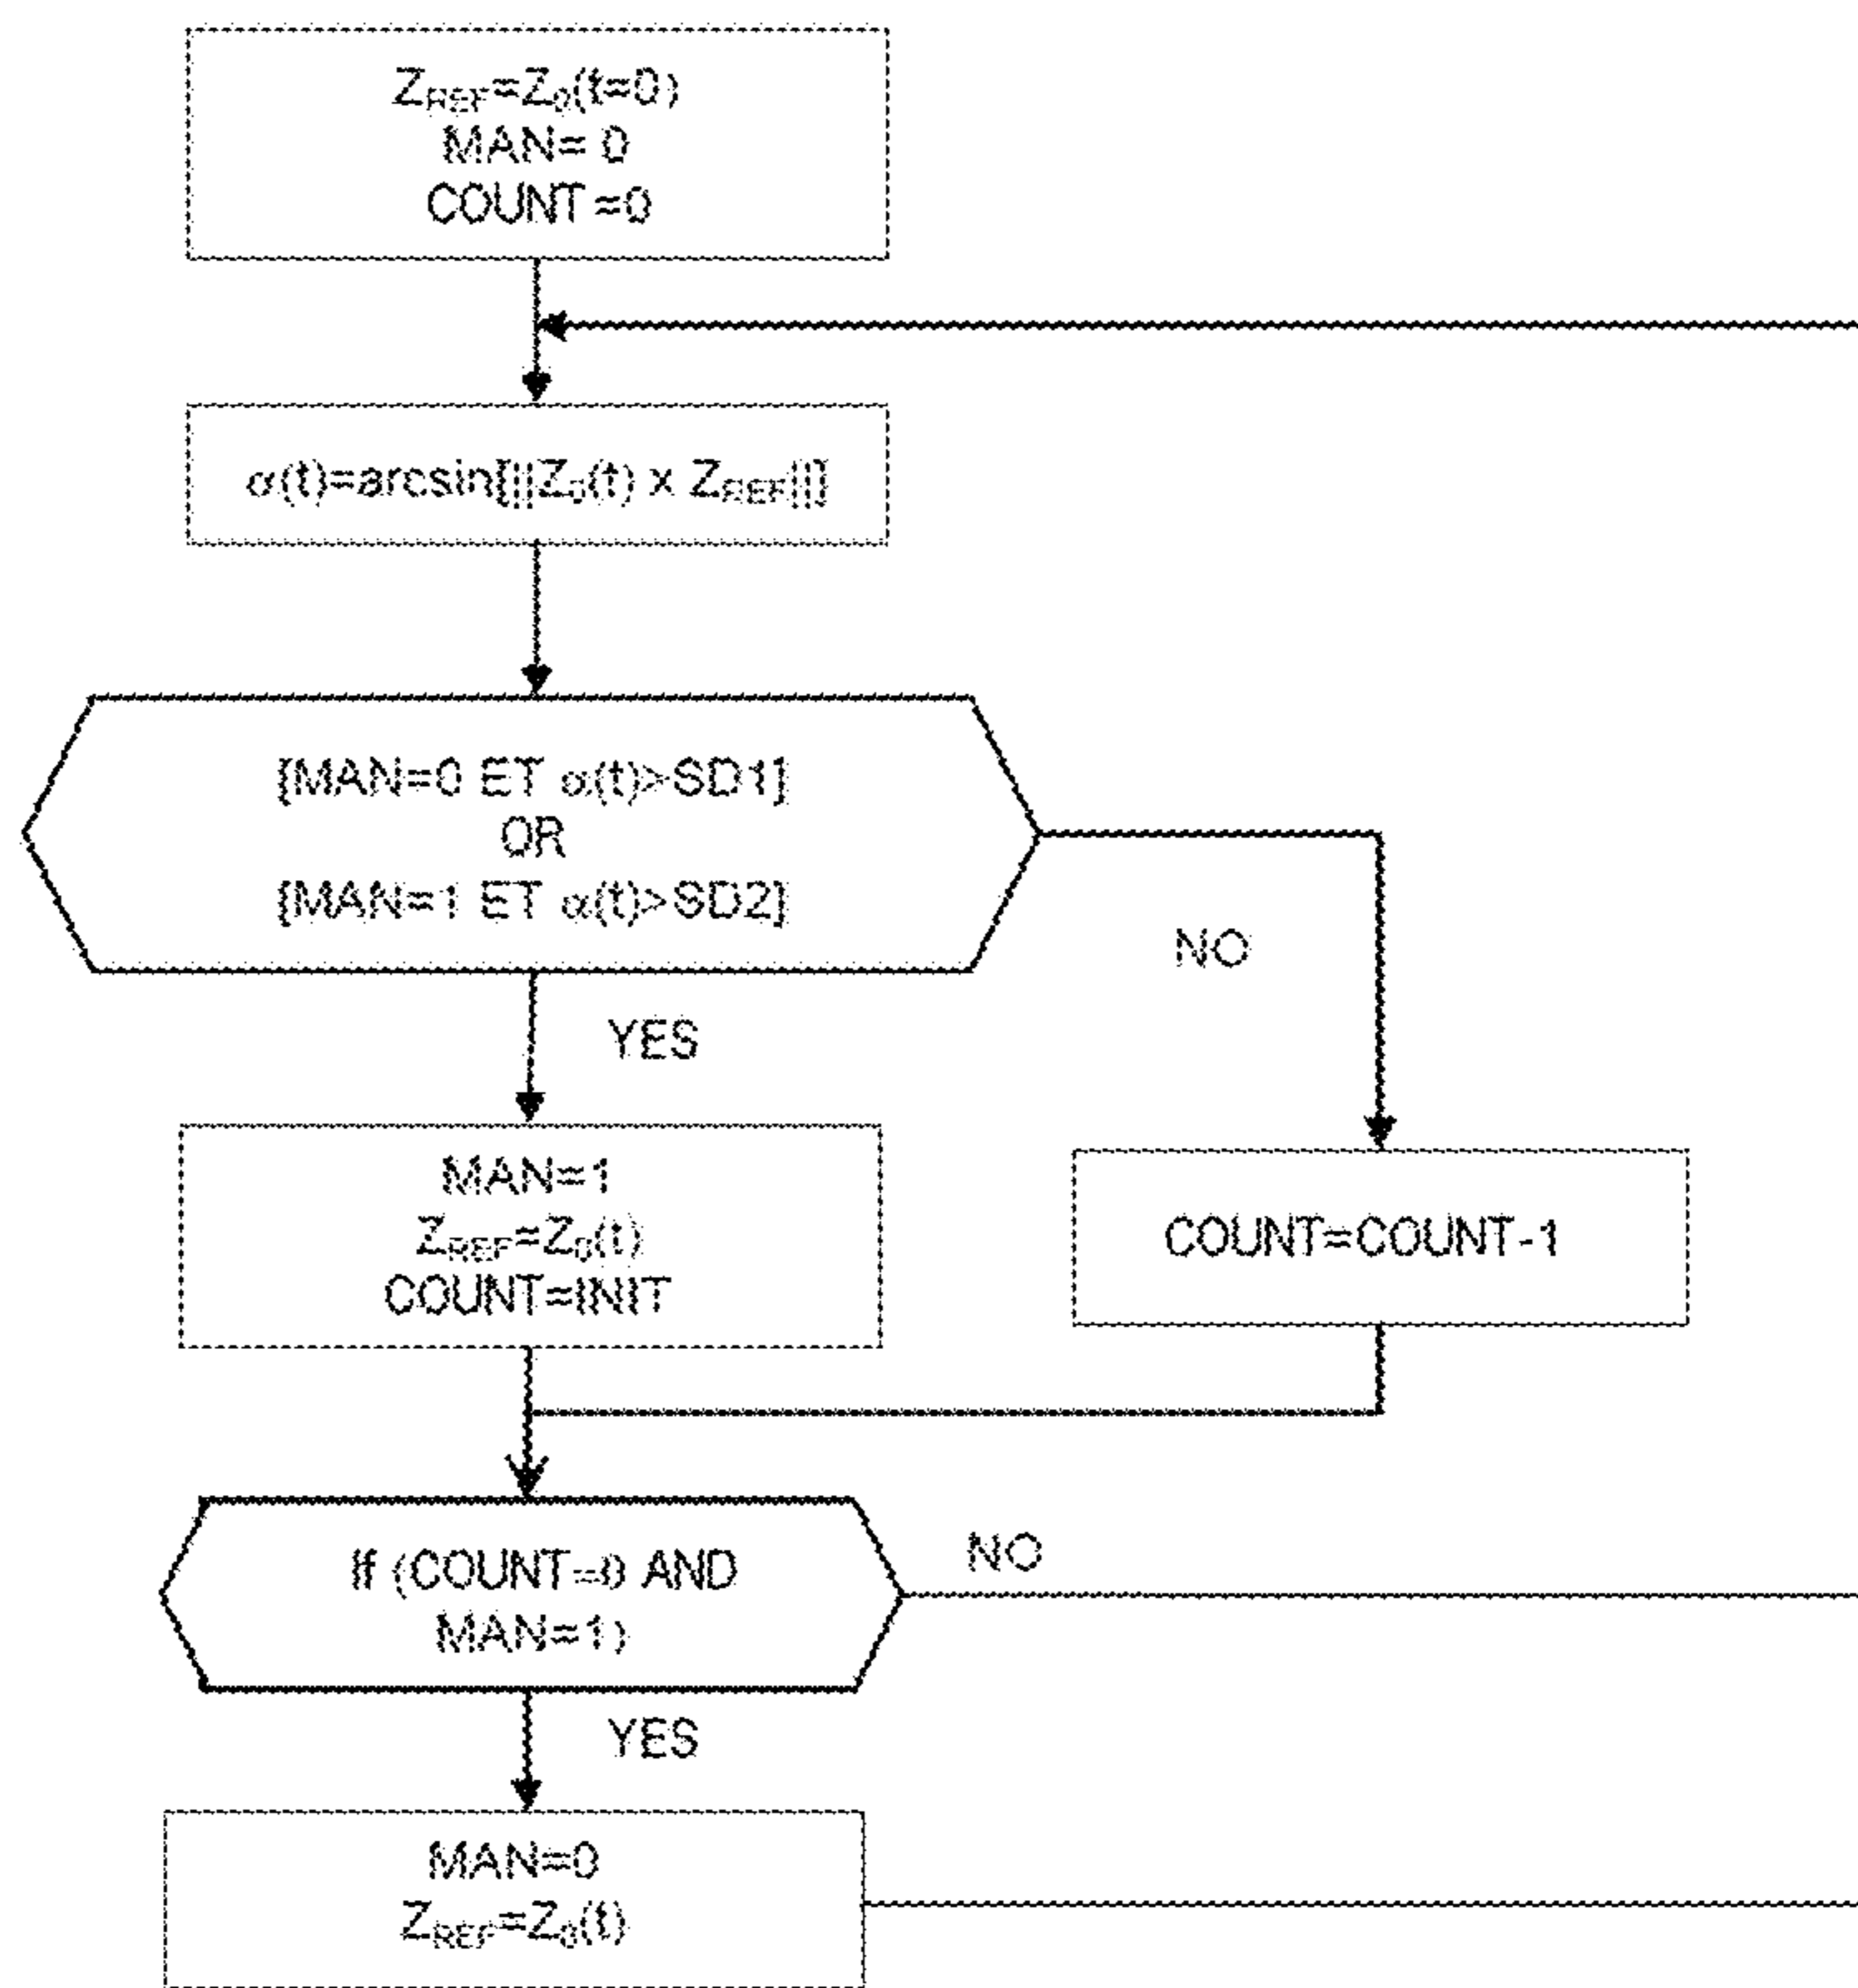 Z_REF=Z_0(t=0)
MAN= 0
COUNT=0
α(t)=arcsin[||Z_0(t) x Z_REF||]
[MAN=0 ET α(t)>SD1]
OR
[MAN=1 ET α(t)>SD2]
NO
YES
MAN=1
Z_REF=Z_0(t)
COUNT=INIT
COUNT=COUNT-1
If (COUNT=0 AND
MAN=1)
NO
YES
MAN=0
Z_REF=Z_0(t)